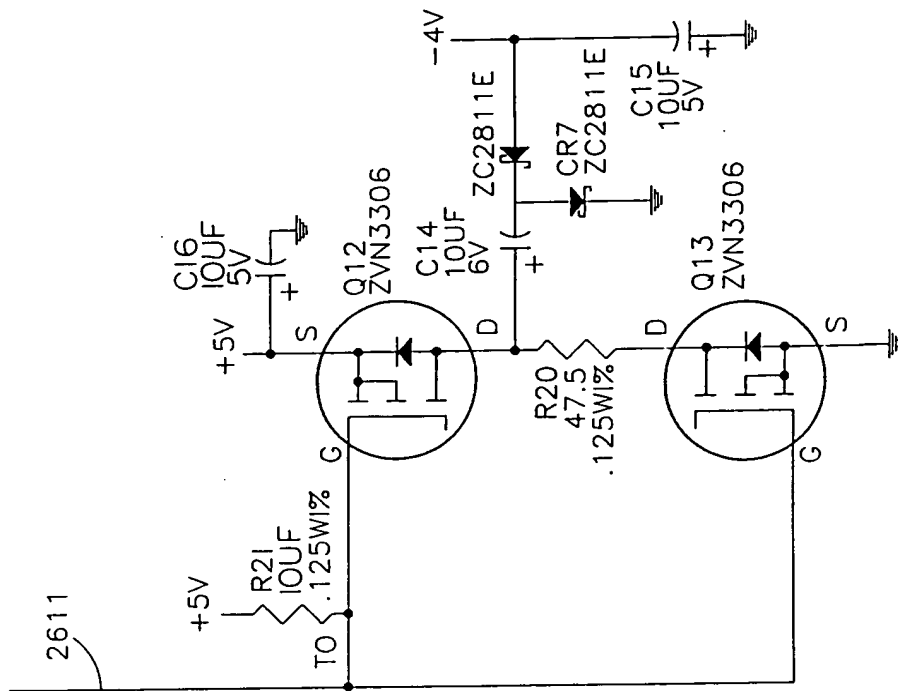 2611
+5V
R21
10UF
.125W1%
TO
+5V
C16
10UF
5V
+
S
Q12
ZVN3306
G
D
C14
10UF
6V
+
ZC2811E
-4V
CR7
ZC2811E
C15
10UF
5V
+
R20
47.5
.125W1%
D
Q13
ZVN3306
G
S